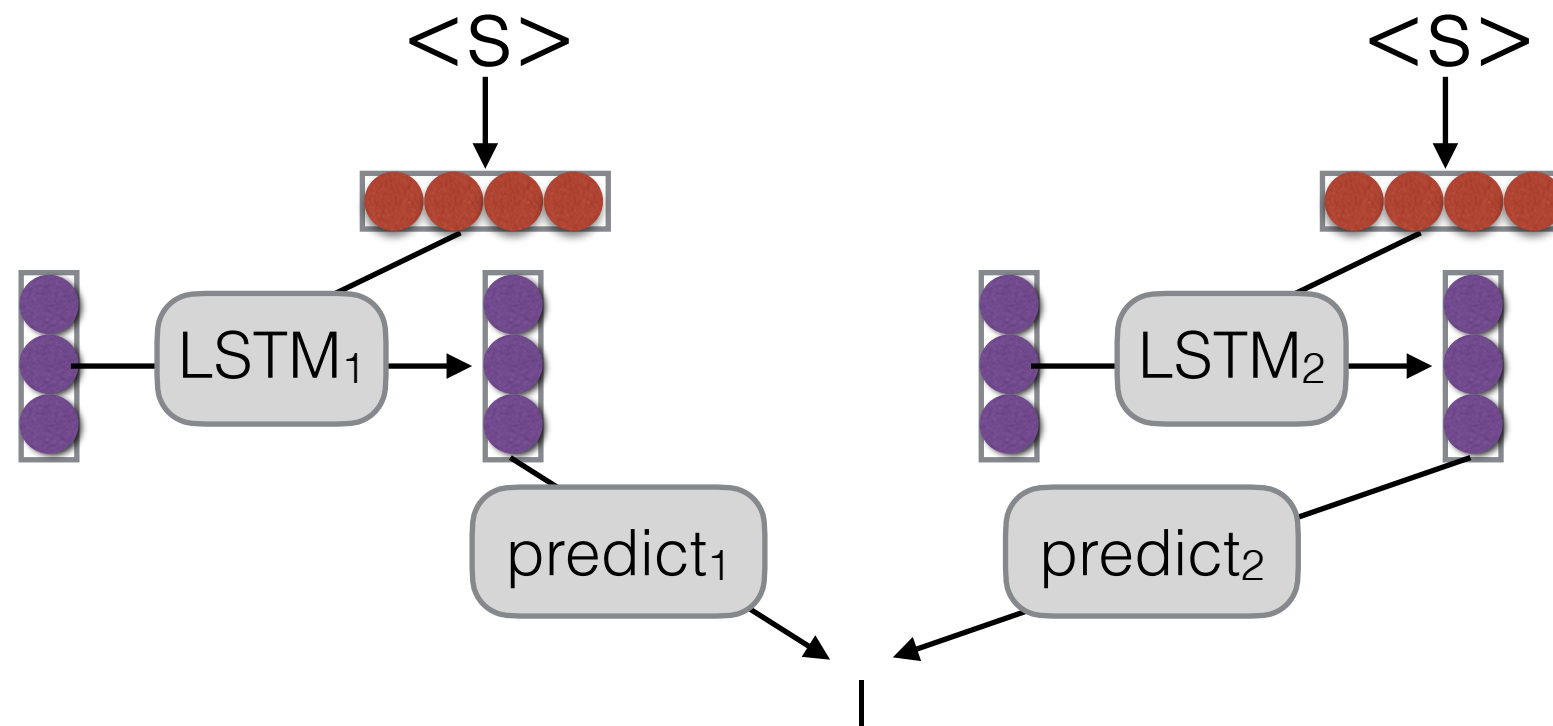 <s> <s>
LSTM₁ LSTM₂
predict₁ predict₂
I